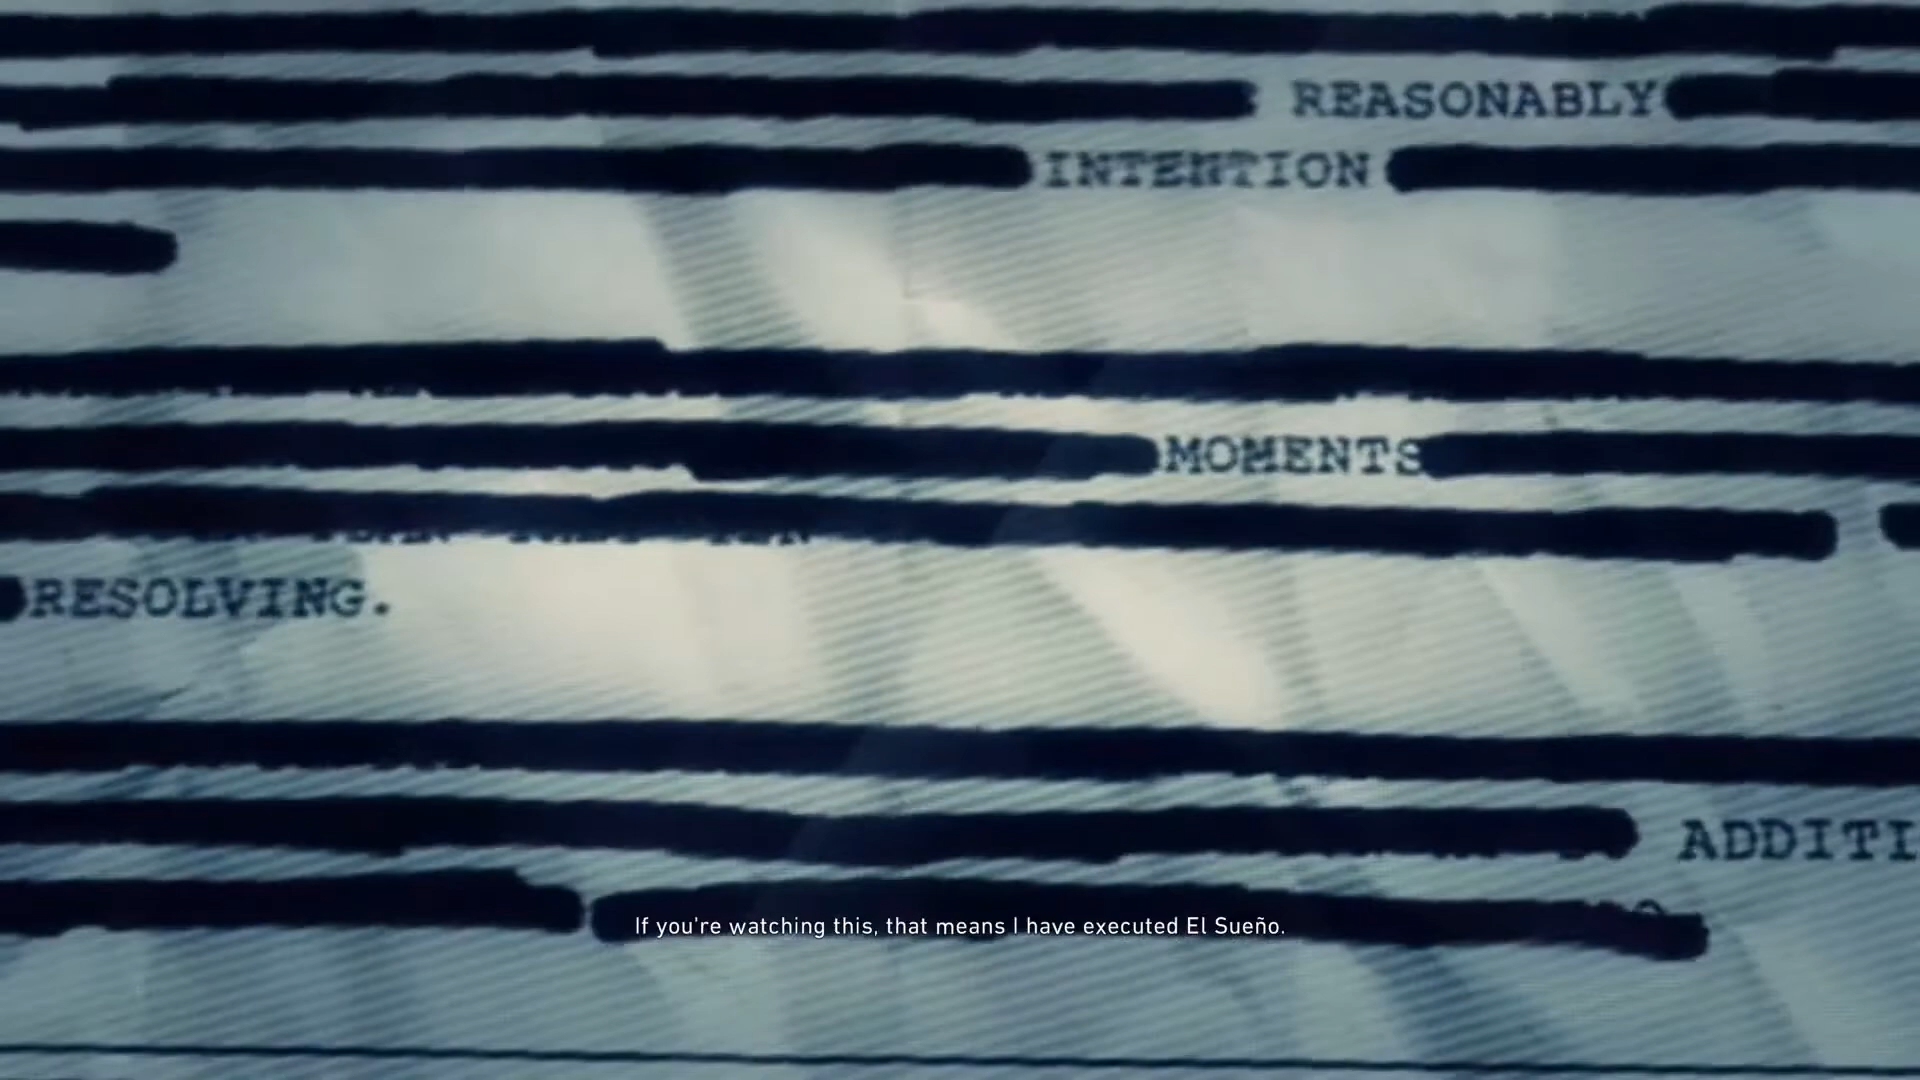 REASONABLY
INTENTION
MOMENTS
RESOLVING.
ADDITI
If you're watching this, that means I have executed El Sueño.